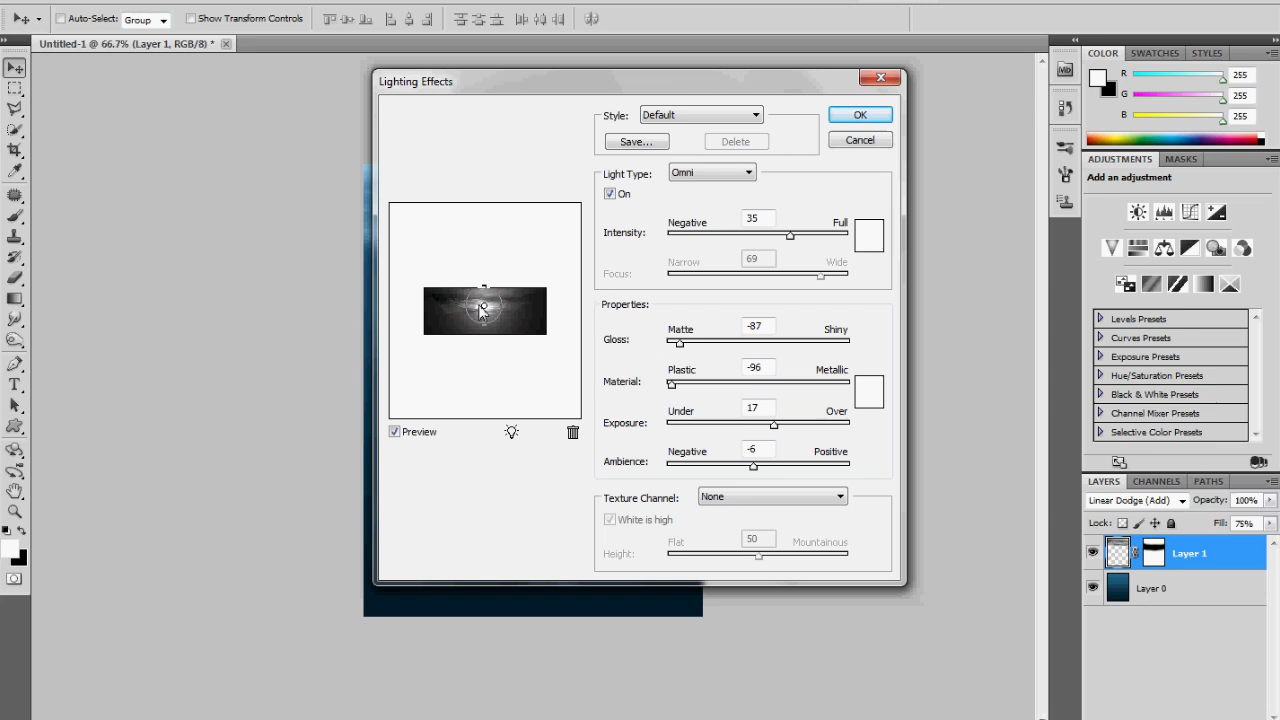 Auto-Select: Group Show Transform Controls
Untitled-1 @ 66.7% (Layer 1, RGB/8) *
Lighting Effects
Style: Default OK
Save... Delete Cancel
Light Type: Omni
On
35
Negative Full
Intensity:
69
Narrow Wide
Focus:
Properties:
-87
Matte Shiny
Gloss:
-96
Plastic Metallic
Material:
17
Under Over
Exposure:
-6
Negative Positive
Ambience:
Preview
Texture Channel: None
White is high
50
Flat Mountainous
Height:
Mb
COLOR SWATCHES STYLES
R 255
G 255
B 255
ADJUSTMENTS MASKS
Add an adjustment
Levels Presets
Curves Presets
Exposure Presets
Hue/Saturation Presets
Black & White Presets
Channel Mixer Presets
Selective Color Presets
LAYERS CHANNELS PATHS
Linear Dodge (Add) Opacity: 100%
Lock: Fill: 75%
Layer 1
Layer 0